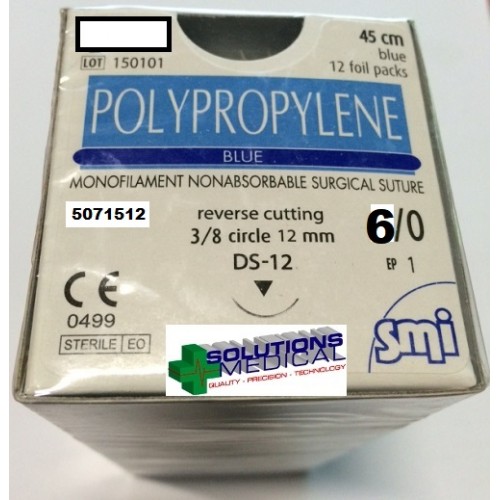 45 cm
blue
12 foil packs
LOT 150101
POLYPROPYLENE
BLUE
MONOFILAMENT NONABSORBABLE SURGICAL SUTURE
5071512
reverse cutting
3/8 circle 12 mm
DS-12
6/0
EP 1
CE
0499
STERILE EO
smi
SOLUTIONS
MEDICAL
QUALITY - PRECISION - TECHNOLOGY